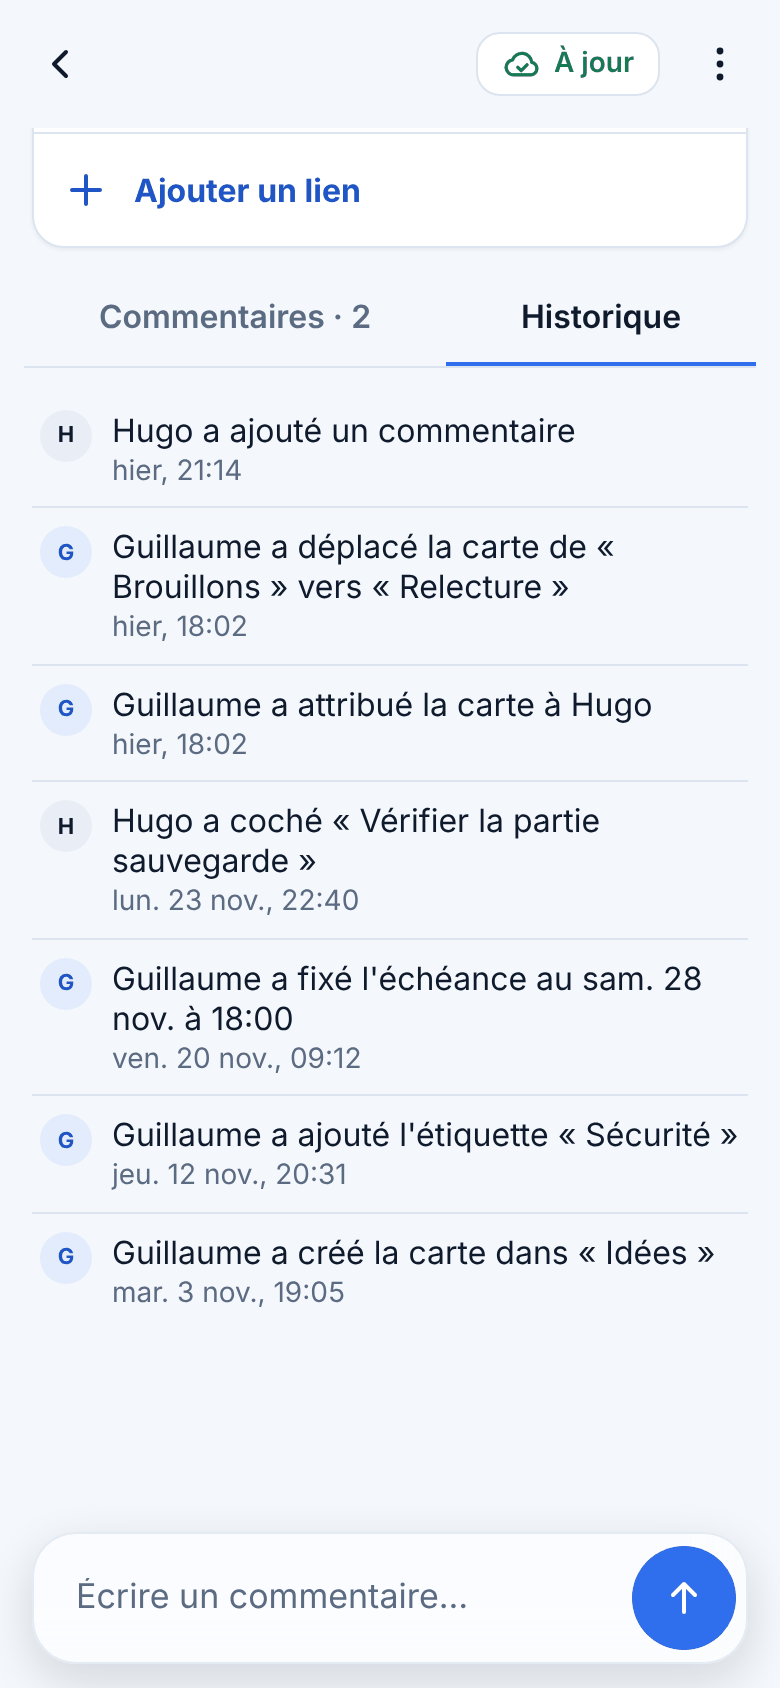 À jour
Ajouter un lien
Commentaires · 2
Historique
H
Hugo a ajouté un commentaire
hier, 21:14
G
Guillaume a déplacé la carte de «
Brouillons » vers « Relecture »
hier, 18:02
G
Guillaume a attribué la carte à Hugo
hier, 18:02
H
Hugo a coché « Vérifier la partie
sauvegarde »
lun. 23 nov., 22:40
G
Guillaume a fixé l'échéance au sam. 28
nov. à 18:00
ven. 20 nov., 09:12
G
Guillaume a ajouté l'étiquette « Sécurité »
jeu. 12 nov., 20:31
G
Guillaume a créé la carte dans « Idées »
mar. 3 nov., 19:05
Écrire un commentaire...